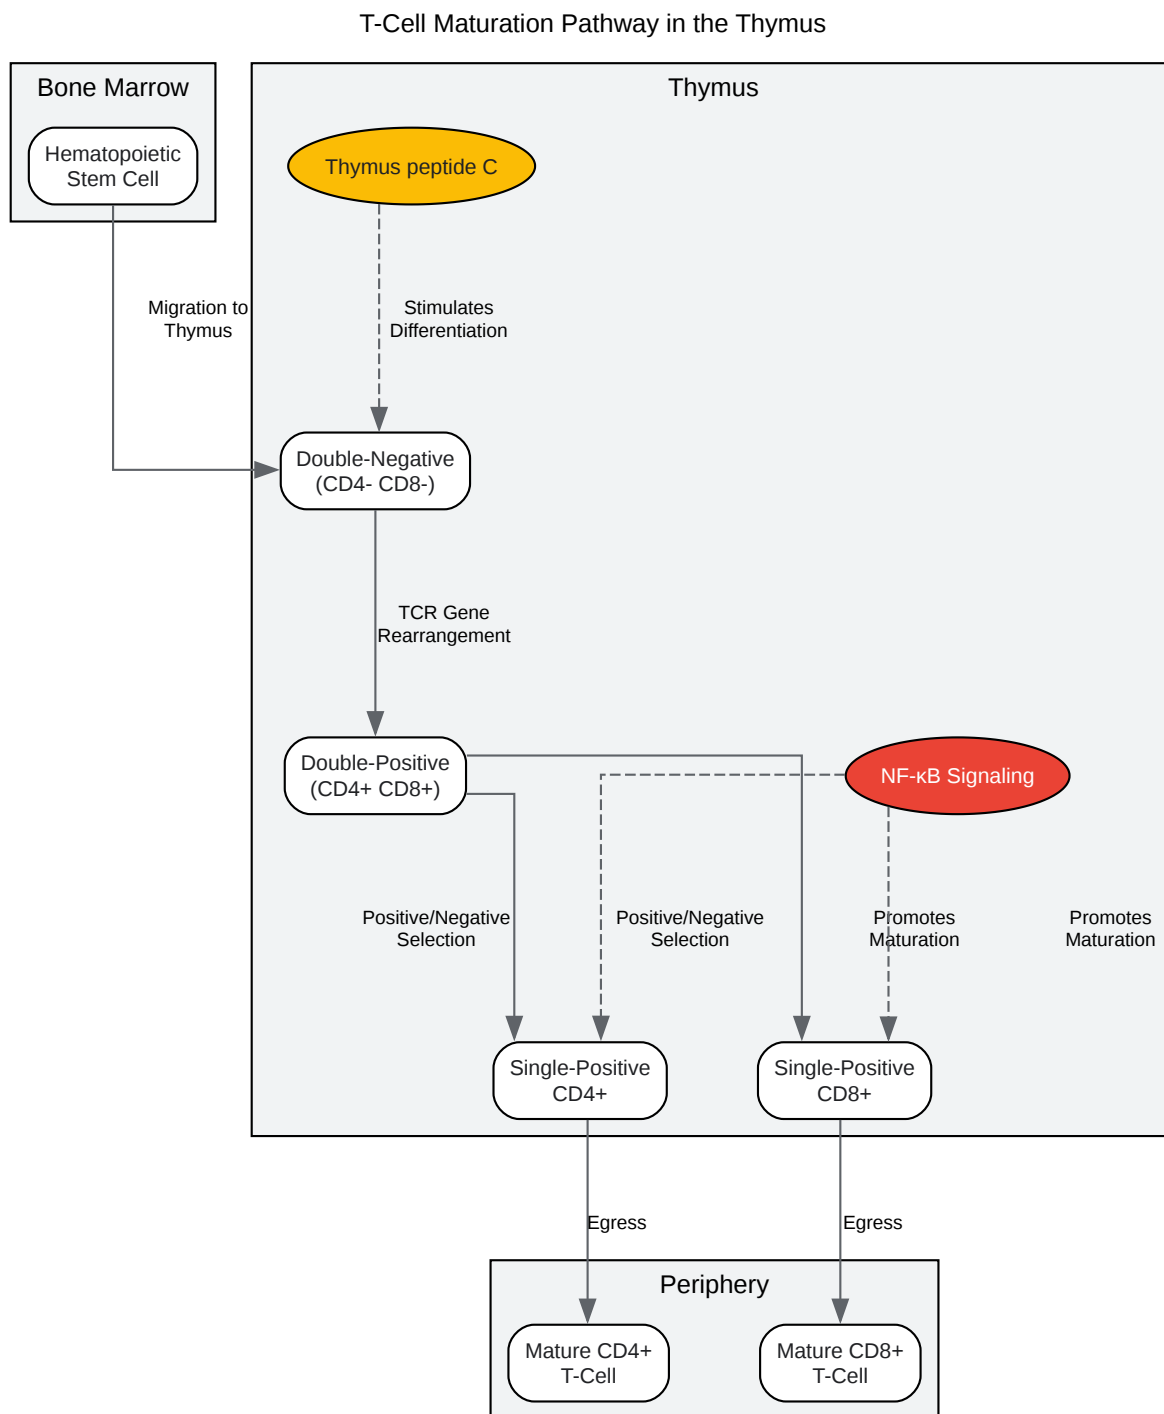 T-Cell Maturation Pathway in the Thymus
Bone Marrow
Thymus
Hematopoietic
Stem Cell
Thymus peptide C
Migration to
Thymus
Stimulates
Differentiation
Double-Negative
(CD4- CD8-)
TCR Gene
Rearrangement
Double-Positive
(CD4+ CD8+)
NF-κB Signaling
Positive/Negative
Selection
Positive/Negative
Selection
Promotes
Maturation
Promotes
Maturation
Single-Positive
CD4+
Single-Positive
CD8+
Egress
Egress
Periphery
Mature CD4+
T-Cell
Mature CD8+
T-Cell